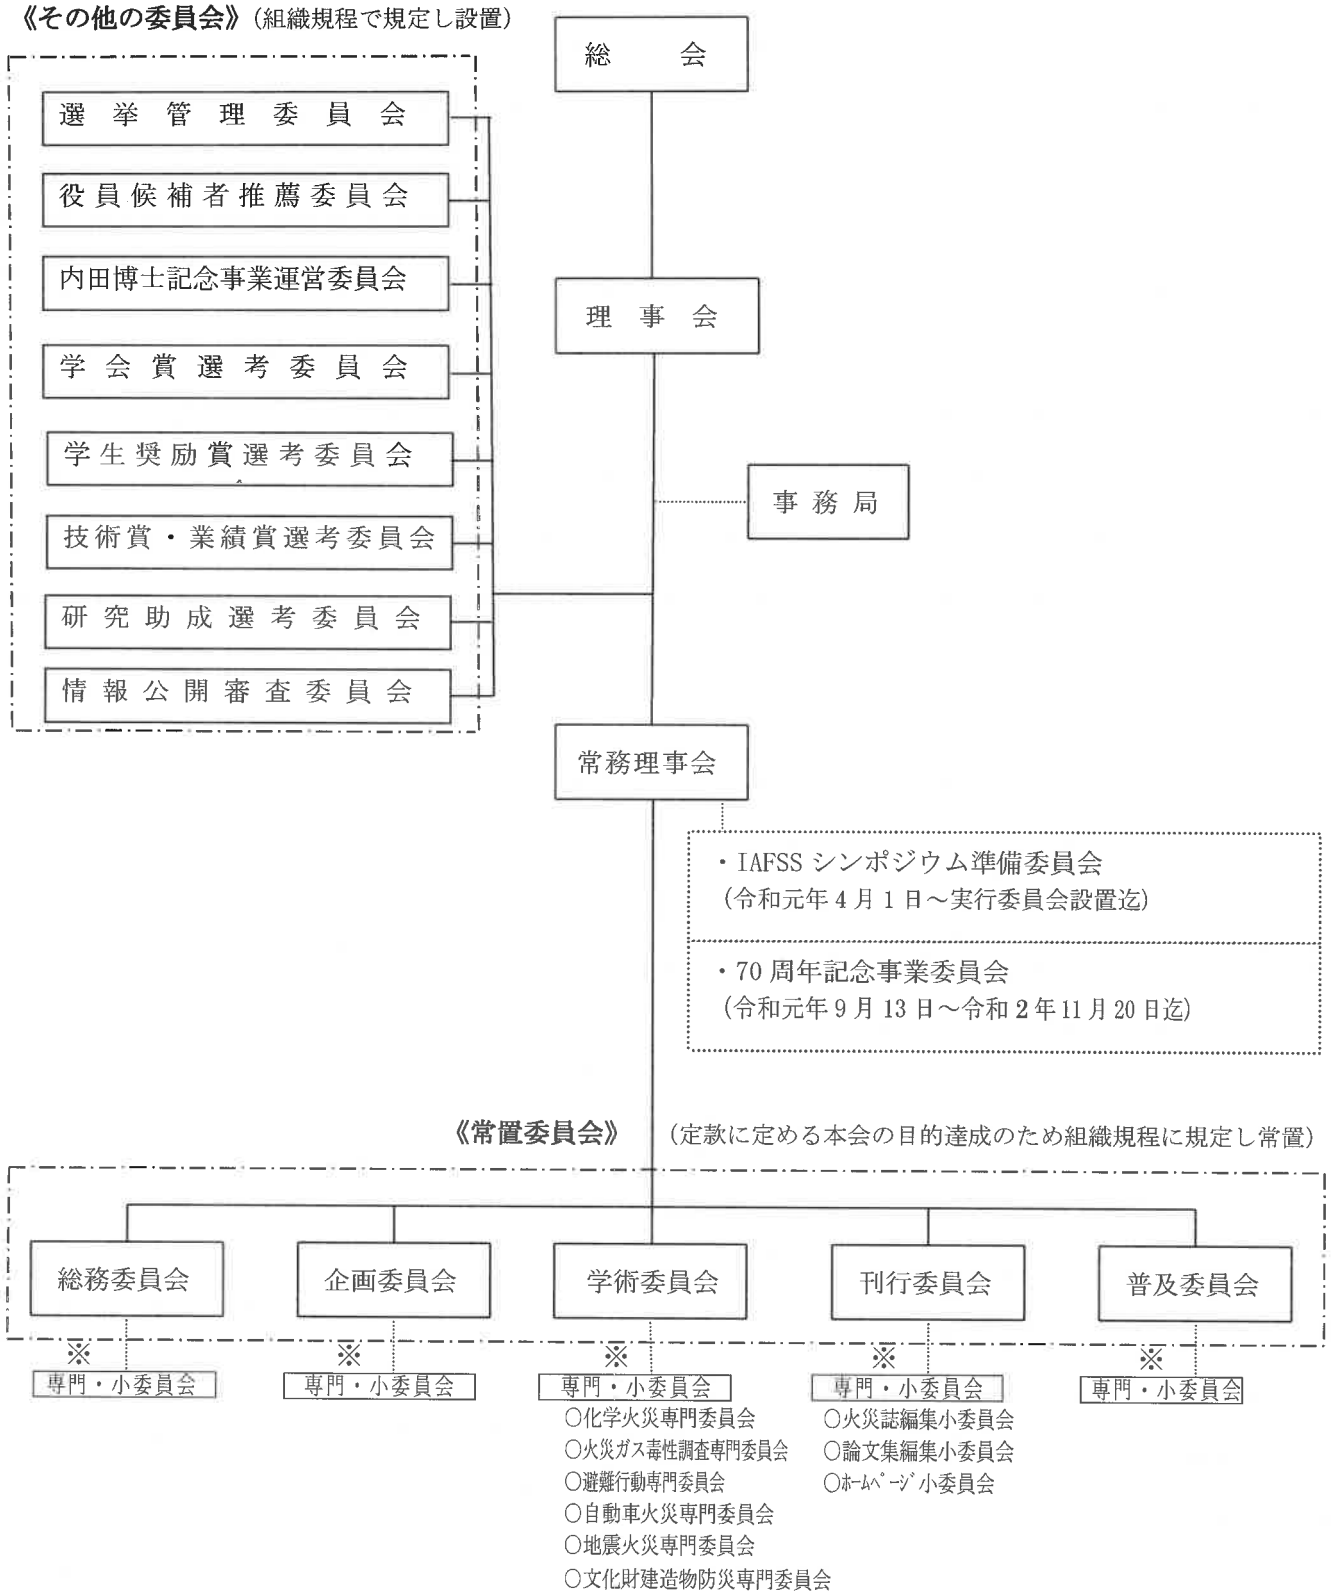 《その他の委員会》(組織規程で規定し設置)
総会
選挙管理委員会
役員候補者推薦委員会
内田博士記念事業運営委員会
学会賞選考委員会
学生奨励賞選考委員会
技術賞・業績賞選考委員会
研究助成選考委員会
情報公開審査委員会
理事会
事務局
常務理事会
・IAFSSシンポジウム準備委員会
(令和元年4月1日～実行委員会設置迄)
・70周年記念事業委員会
(令和元年9月13日～令和2年11月20日迄)
《常置委員会》 (定款に定める本会の目的達成のため組織規程に規定し常置)
総務委員会
企画委員会
学術委員会
刊行委員会
普及委員会
※
専門・小委員会
※
専門・小委員会
※
専門・小委員会
○化学火災専門委員会
○火災ガス毒性調査専門委員会
○避難行動専門委員会
○自動車火災専門委員会
○地震火災専門委員会
○文化財建造物防災専門委員会
※
専門・小委員会
○火災誌編集小委員会
○論文集編集小委員会
○ﾎｰﾑﾍﾟｰｼﾞ小委員会
※
専門・小委員会